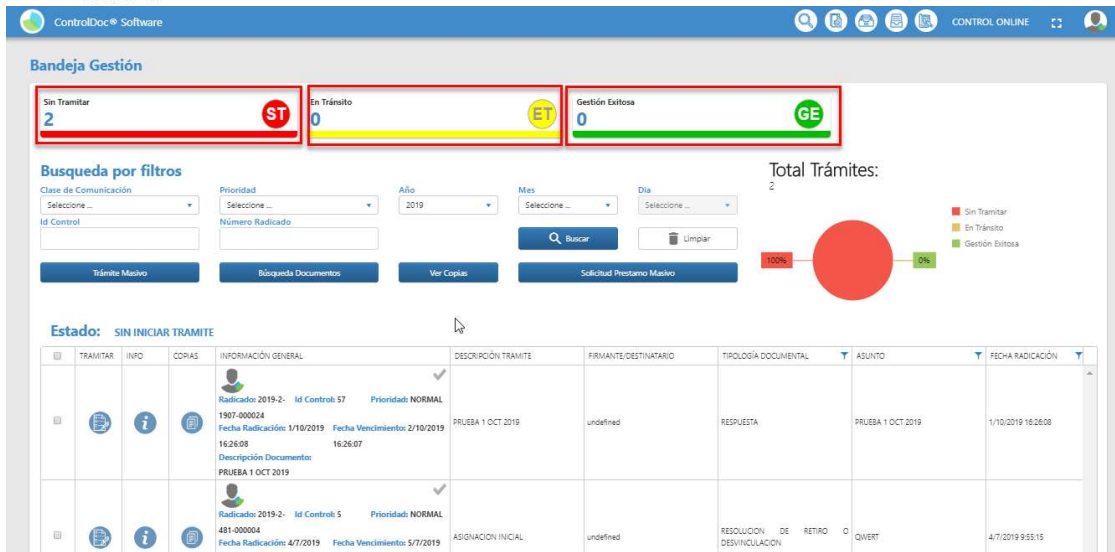 ControlDoc® Software
CONTROL ONLINE
Bandeja Gestión
Sin Tramitar
2
ST
En Tránsito
0
ET
Gestión Exitosa
0
GE
Busqueda por filtros
Clase de Comunicación
Prioridad
Año
Mes
Dia
Seleccione ...
Seleccione ...
2019
Seleccione ...
Seleccione ...
Id Control
Número Radicado
Buscar
Limpiar
Trámite Masivo
Búsqueda Documentos
Ver Copias
Solicitud Prestamo Masivo
Total Trámites:
2
100%
0%
Sin Tramitar
En Tránsito
Gestión Exitosa
Estado: SIN INICIAR TRAMITE
TRAMITAR INFO COPIAS INFORMACIÓN GENERAL DESCRIPCIÓN TRAMITE FIRMANTE/DESTINATARIO TIPOLOGÍA DOCUMENTAL ASUNTO FECHA RADICACIÓN
Radicado: 2019-2- Id Control: 57 Prioridad: NORMAL
1907-000024
Fecha Radicación: 1/10/2019 Fecha Vencimiento: 2/10/2019
16:26:08 16:26:07
Descripción Documento:
PRUEBA 1 OCT 2019
PRUEBA 1 OCT 2019
undefined
RESPUESTA
PRUEBA 1 OCT 2019
1/10/2019 16:26:08
Radicado: 2019-2- Id Control: 5 Prioridad: NORMAL
481-000004
Fecha Radicación: 4/7/2019 Fecha Vencimiento: 5/7/2019
ASIGNACION INICIAL
undefined
RESOLUCION DE RETIRO O
DESVINCULACION
QWERT
4/7/2019 9:55:15